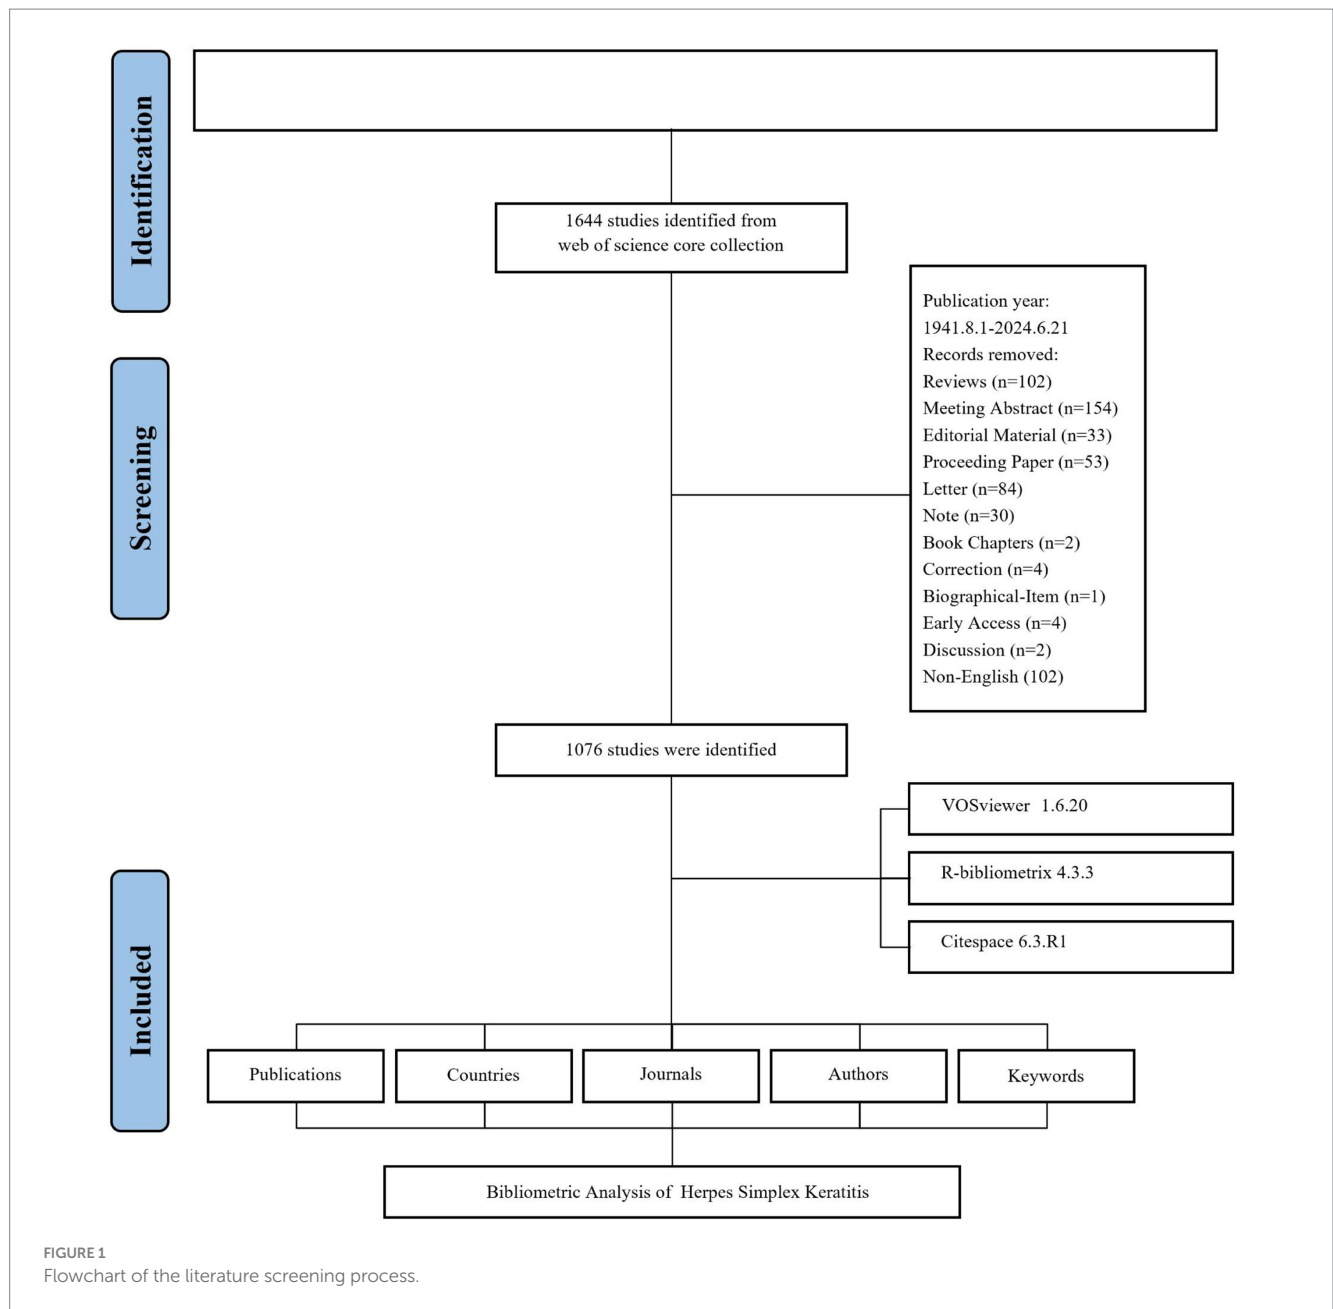 Identification
1644 studies identified from
web of science core collection
Screening
Publication year:
1941.8.1-2024.6.21
Records removed:
Reviews (n=102)
Meeting Abstract (n=154)
Editorial Material (n=33)
Proceeding Paper (n=53)
Letter (n=84)
Note (n=30)
Book Chapters (n=2)
Correction (n=4)
Biographical-Item (n=1)
Early Access (n=4)
Discussion (n=2)
Non-English (102)
1076 studies were identified
VOSviewer 1.6.20
R-bibliometrix 4.3.3
Citespace 6.3.R1
Included
Publications
Countries
Journals
Authors
Keywords
Bibliometric Analysis of Herpes Simplex Keratitis
FIGURE 1
Flowchart of the literature screening process.